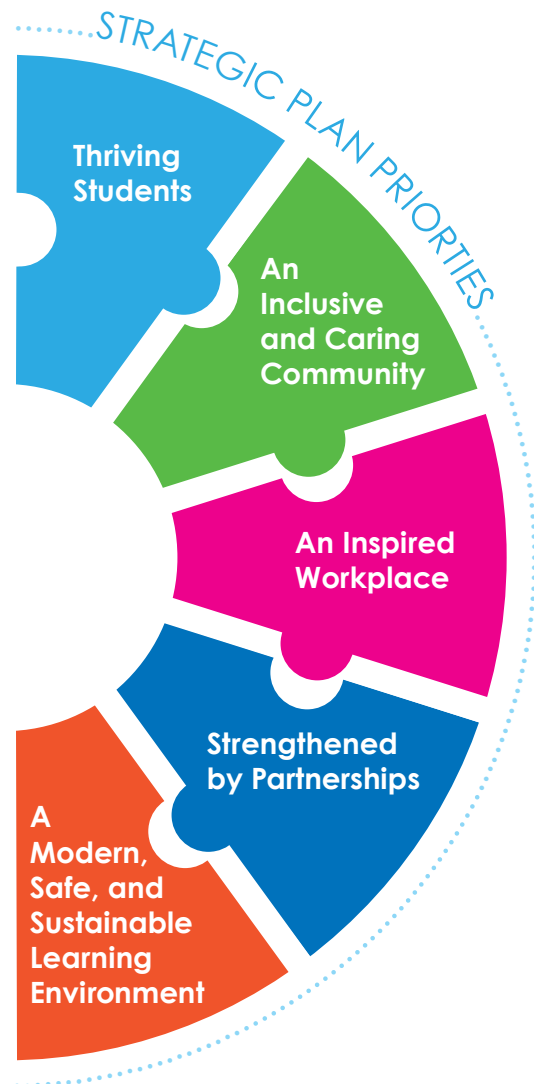 STRATEGIC PLAN PRIORTIES
Thriving
Students
An
Inclusive
and Caring
Community
An Inspired
Workplace
Strengthened
by Partnerships
A
Modern,
Safe, and
Sustainable
Learning
Environment